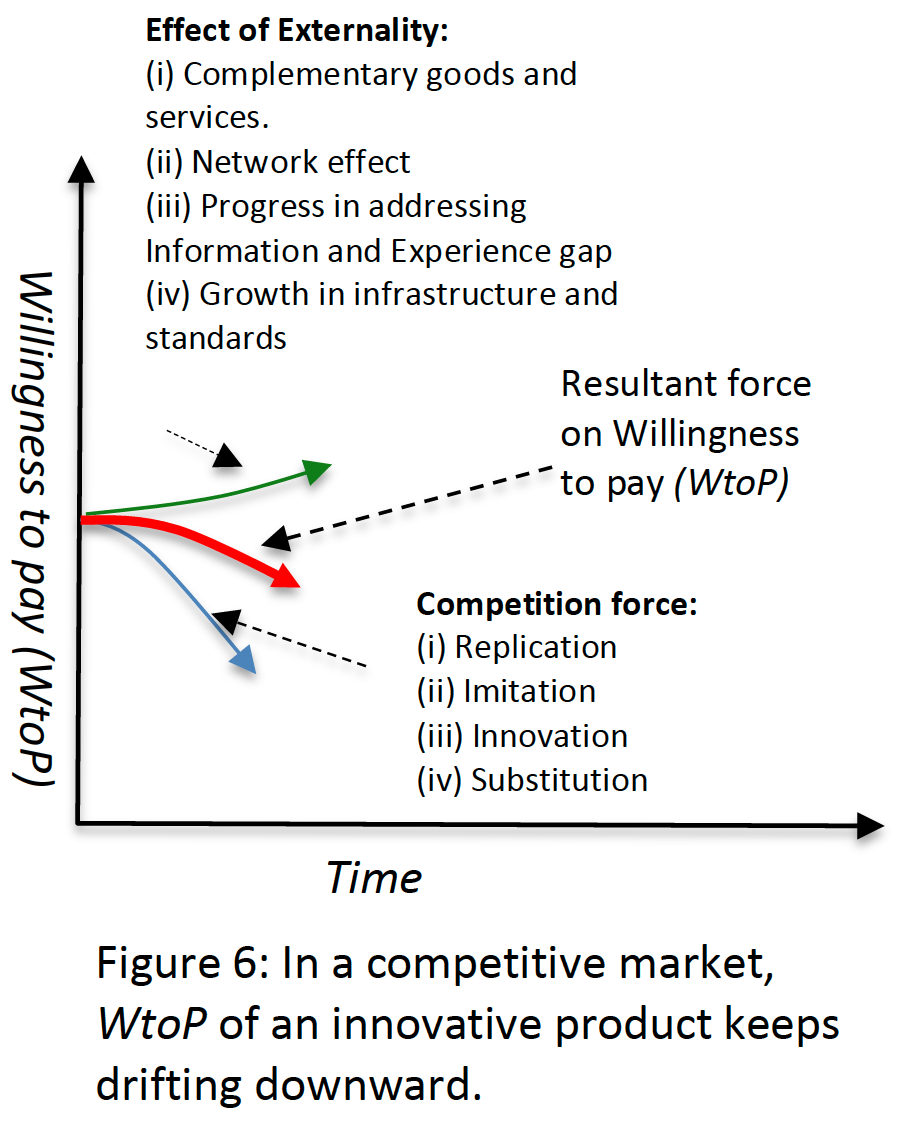 Effect of Externality:
(i) Complementary goods and
services.
(ii) Network effect
(iii) Progress in addressing
Information and Experience gap
(iv) Growth in infrastructure and
standards
Willingness to pay (WtoP)
Resultant force
on Willingness
to pay (WtoP)
Competition force:
(i) Replication
(ii) Imitation
(iii) Innovation
(iv) Substitution
Time
Figure 6: In a competitive market,
WtoP of an innovative product keeps
drifting downward.